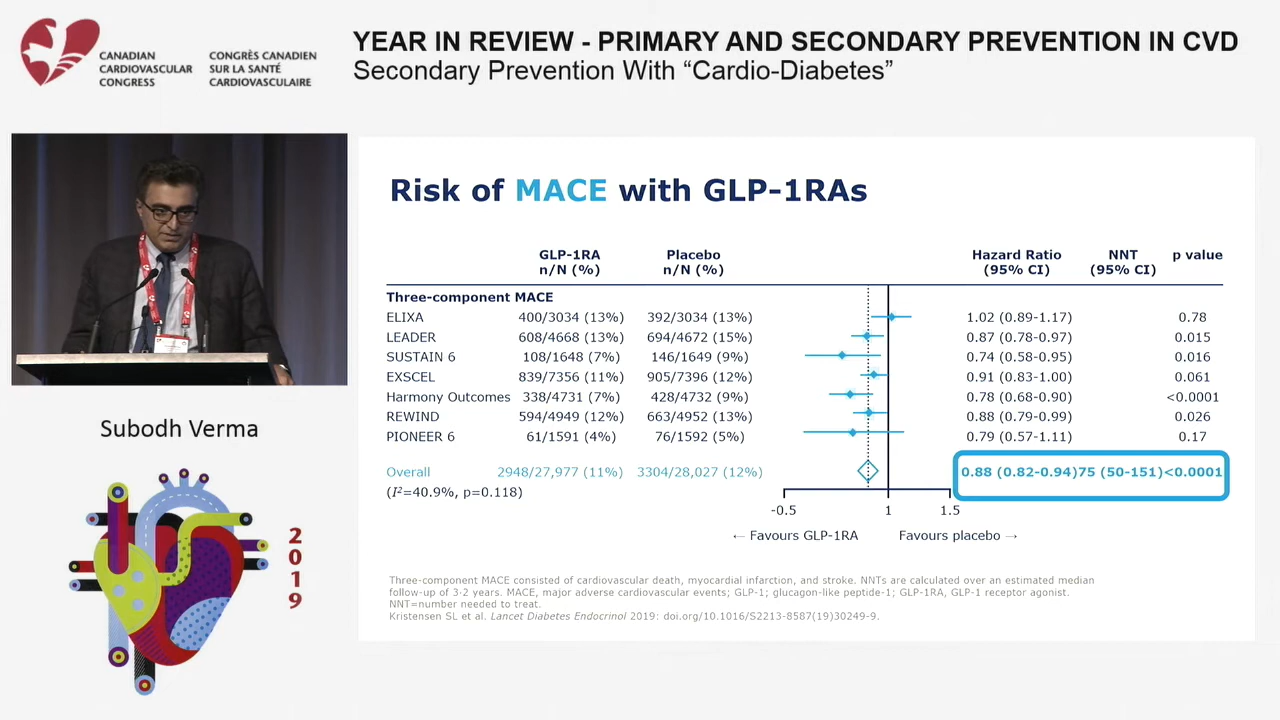 CANADIAN
CARDIOVASCULAR
CONGRESS
CONGRÈS CANADIEN
SUR LA SANTÉ
CARDIOVASCULAIRE
YEAR IN REVIEW - PRIMARY AND SECONDARY PREVENTION IN CVD
Secondary Prevention With “Cardio-Diabetes”
Subodh Verma
2019
Risk of MACE with GLP-1RAs
GLP-1RA n/N (%) Placebo n/N (%) Hazard Ratio (95% CI) NNT (95% CI) p value
Three-component MACE
ELIXA 400/3034 (13%) 392/3034 (13%) 1.02 (0.89-1.17) 0.78
LEADER 608/4668 (13%) 694/4672 (15%) 0.87 (0.78-0.97) 0.015
SUSTAIN 6 108/1648 (7%) 146/1649 (9%) 0.74 (0.58-0.95) 0.016
EXSCEL 839/7356 (11%) 905/7396 (12%) 0.91 (0.83-1.00) 0.061
Harmony Outcomes 338/4731 (7%) 428/4732 (9%) 0.78 (0.68-0.90) <0.0001
REWIND 594/4949 (12%) 663/4952 (13%) 0.88 (0.79-0.99) 0.026
PIONEER 6 61/1591 (4%) 76/1592 (5%) 0.79 (0.57-1.11) 0.17
Overall 2948/27,977 (11%) 3304/28,027 (12%) 0.88 (0.82-0.94) 75 (50-151) <0.0001
(I²=40.9%, p=0.118)
-0.5 1 1.5
← Favours GLP-1RA Favours placebo →
Three-component MACE consisted of cardiovascular death, myocardial infarction, and stroke. NNTs are calculated over an estimated median
follow-up of 3·2 years. MACE, major adverse cardiovascular events; GLP-1; glucagon-like peptide-1; GLP-1RA, GLP-1 receptor agonist.
NNT=number needed to treat.
Kristensen SL et al. Lancet Diabetes Endocrinol 2019: doi.org/10.1016/S2213-8587(19)30249-9.